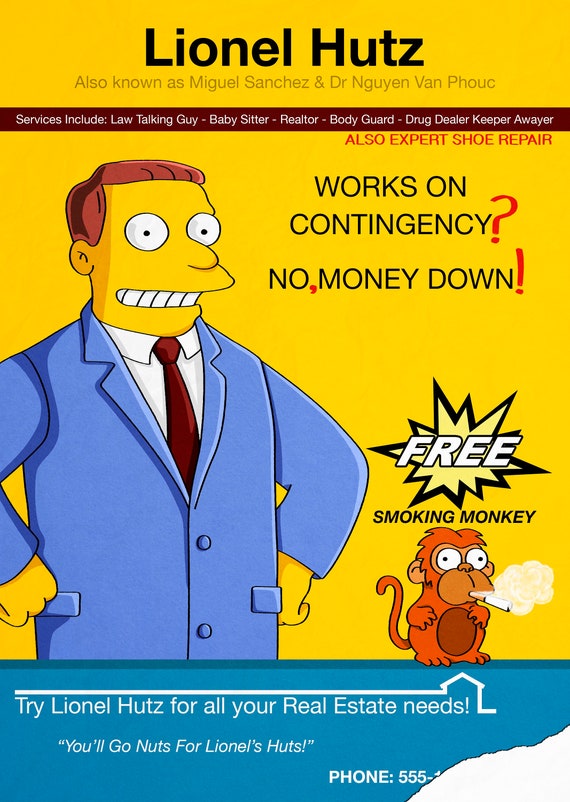 Lionel Hutz
Also known as Miguel Sanchez & Dr Nguyen Van Phouc
Services Include: Law Talking Guy - Baby Sitter - Realtor - Body Guard - Drug Dealer Keeper Awayer
ALSO EXPERT SHOE REPAIR
WORKS ON
CONTINGENCY?
NO,MONEY DOWN!
FREE
SMOKING MONKEY
Try Lionel Hutz for all your Real Estate needs!
“You’ll Go Nuts For Lionel’s Huts!”
PHONE: 555-